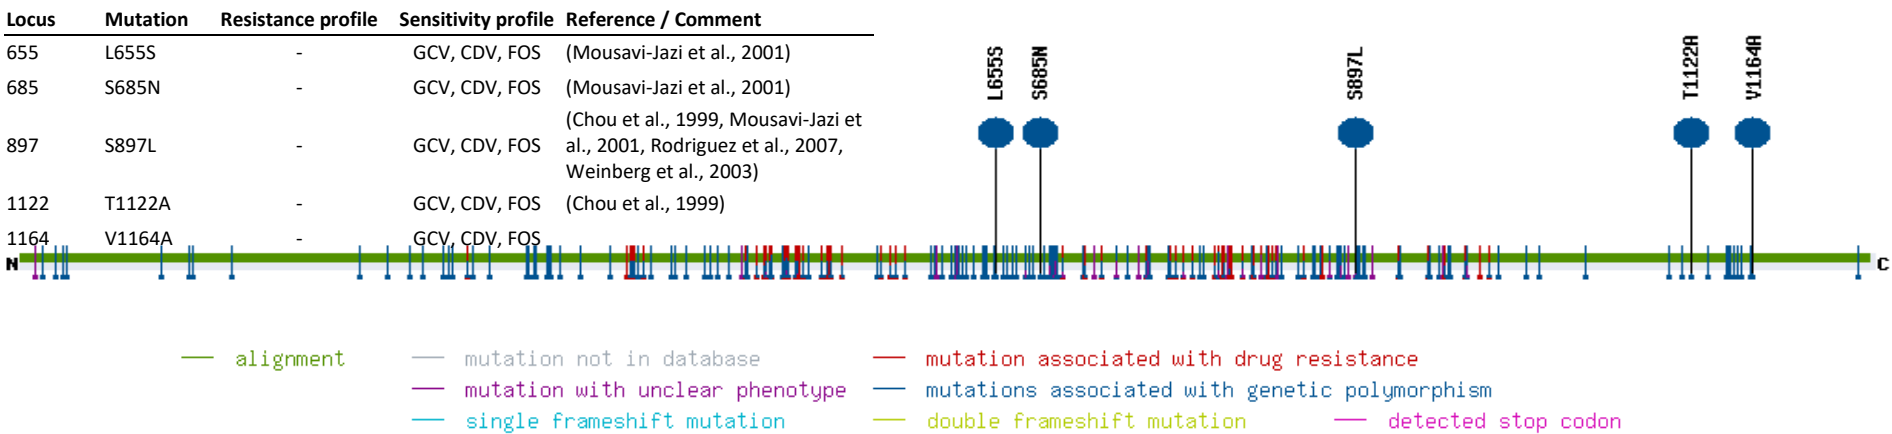 Locus Mutation Resistance profile Sensitivity profile Reference / Comment
655 L655S - GCV, CDV, FOS (Mousavi-Jazi et al., 2001)
685 S685N - GCV, CDV, FOS (Mousavi-Jazi et al., 2001)
(Chou et al., 1999, Mousavi-Jazi et
897 S897L - GCV, CDV, FOS al., 2001, Rodriguez et al., 2007,
Weinberg et al., 2003)
1122 T1122A - GCV, CDV, FOS (Chou et al., 1999)
1164 V1164A - GCV, CDV, FOS
L655S
S685N
S897L
T1122A
V1164A
N
C
alignment
mutation not in database
mutation associated with drug resistance
mutation with unclear phenotype
mutations associated with genetic polymorphism
single frameshift mutation
double frameshift mutation
detected stop codon